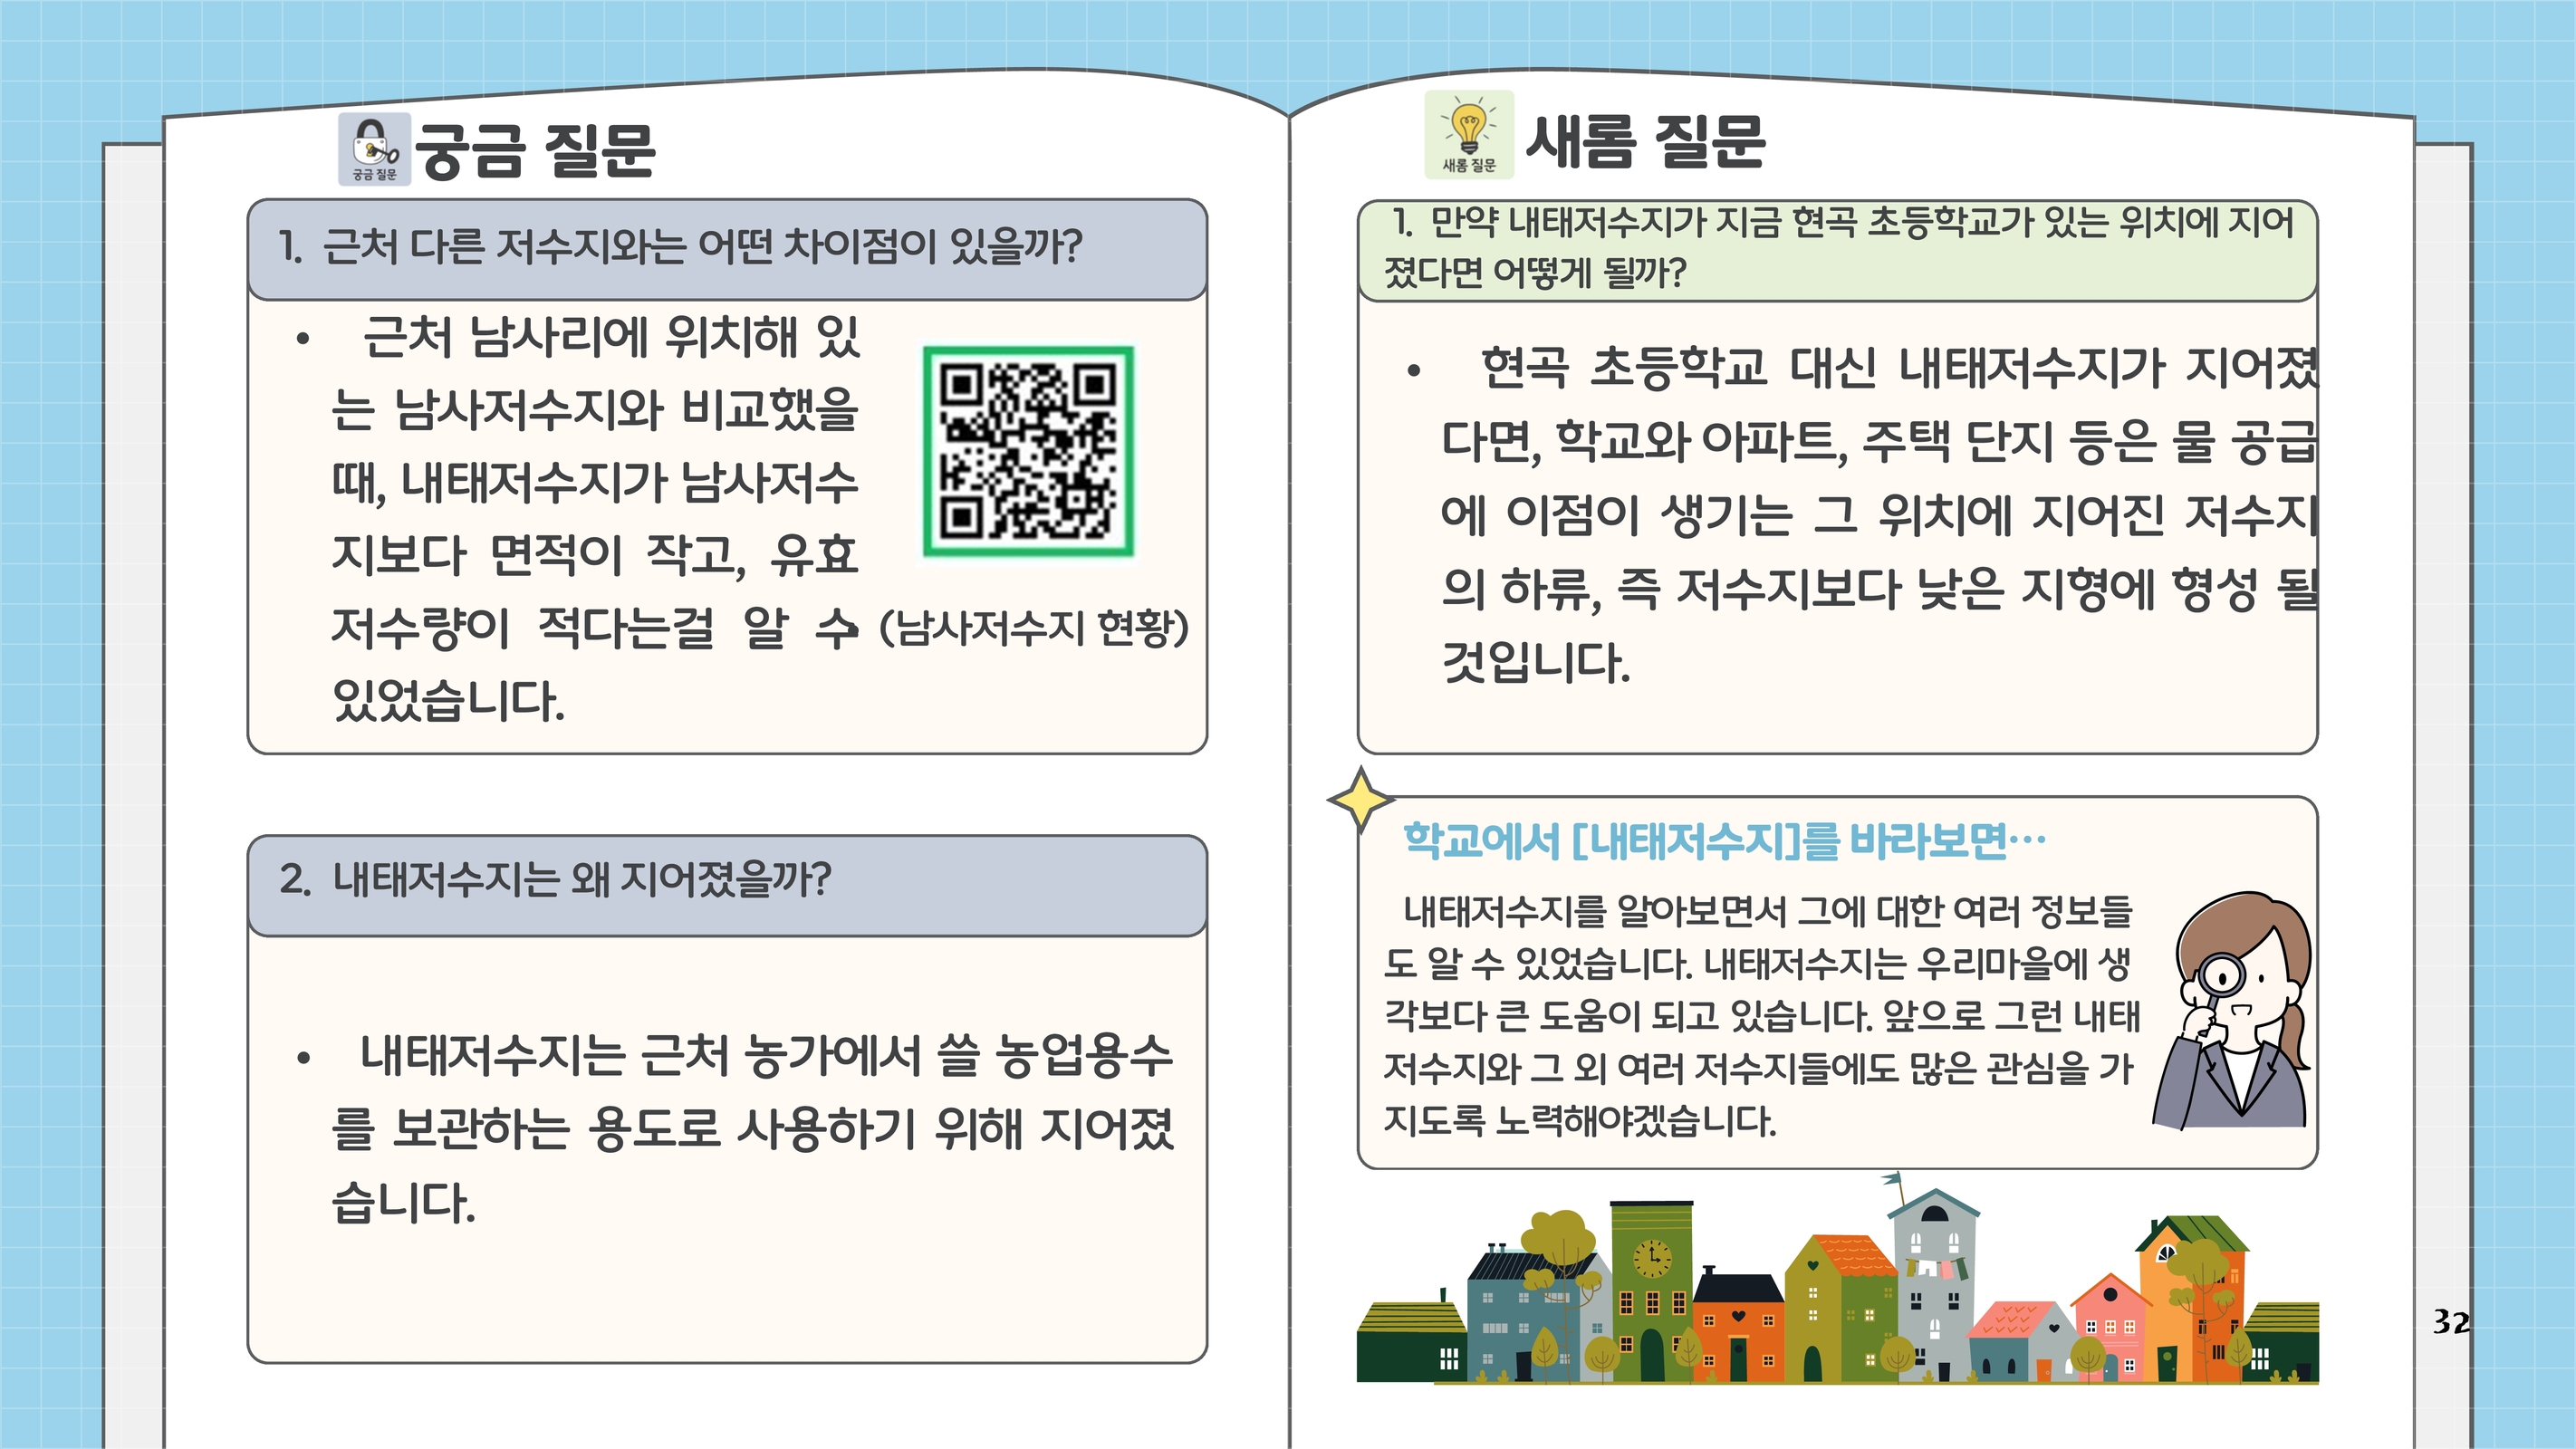 궁금 질문
궁금 질문
1. 근처 다른 저수지와는 어떤 차이점이 있을까?
• 근처 남사리에 위치해 있
는 남사저수지와 비교했을
때, 내태저수지가 남사저수
지보다 면적이 작고, 유효
저수량이 적다는걸 알 수
있었습니다.
(남사저수지 현황)
2. 내태저수지는 왜 지어졌을까?
• 내태저수지는 근처 농가에서 쓸 농업용수
를 보관하는 용도로 사용하기 위해 지어졌
습니다.
새롬 질문
새롬 질문
1. 만약 내태저수지가 지금 현곡 초등학교가 있는 위치에 지어
졌다면 어떻게 될까?
• 현곡 초등학교 대신 내태저수지가 지어졌
다면, 학교와 아파트, 주택 단지 등은 물 공급
에 이점이 생기는 그 위치에 지어진 저수지
의 하류, 즉 저수지보다 낮은 지형에 형성 될
것입니다.
학교에서 [내태저수지]를 바라보면…
내태저수지를 알아보면서 그에 대한 여러 정보들
도 알 수 있었습니다. 내태저수지는 우리마을에 생
각보다 큰 도움이 되고 있습니다. 앞으로 그런 내태
저수지와 그 외 여러 저수지들에도 많은 관심을 가
지도록 노력해야겠습니다.
32